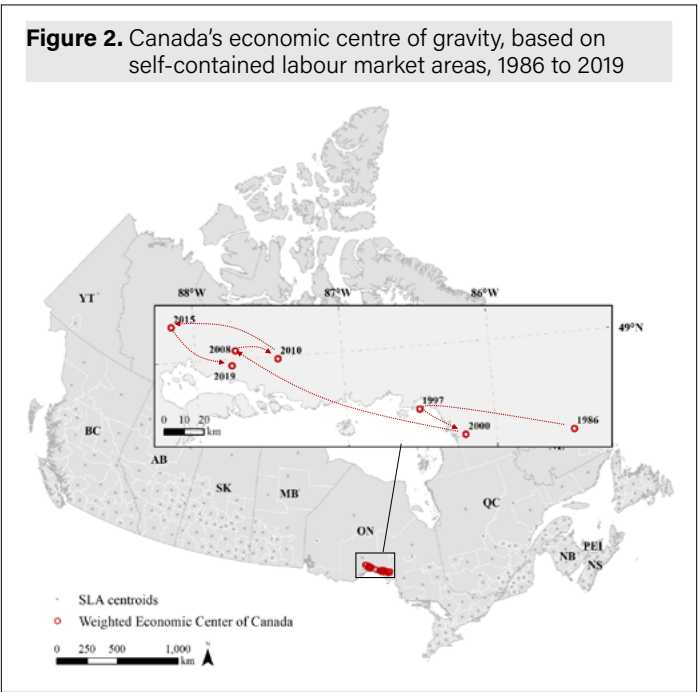 Figure 2. Canada's economic centre of gravity, based on
self-contained labour market areas, 1986 to 2019
YT
88°W
87°W
86°W
49°N
2015
2008
2010
2019
1997
2000
1986
0 10 20
km
BC
AB
SK
MB
ON
QC
NB
PEI
NS
SLA centroids
Weighted Economic Center of Canada
0 250 500 1,000
km
N